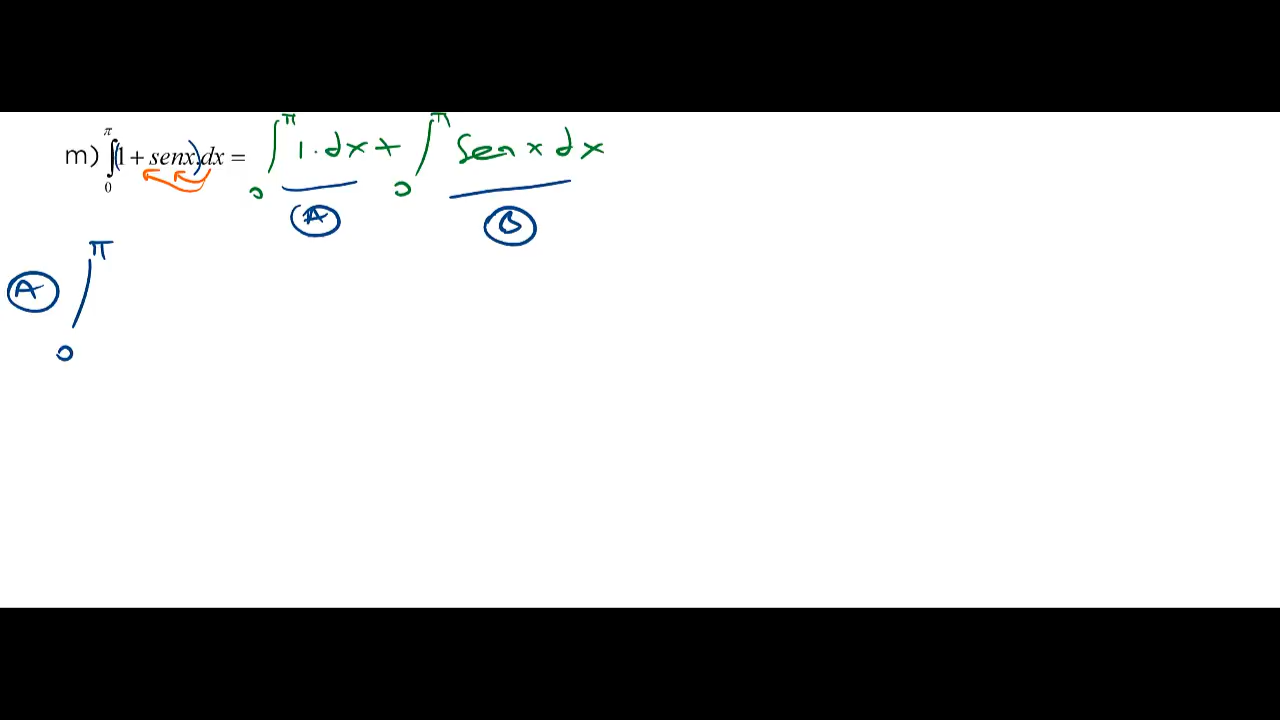 m) ∫₀^π (1 + senx).dx = ∫₀^π 1.dx + ∫₀^π sen x dx
A B
A ∫₀^π